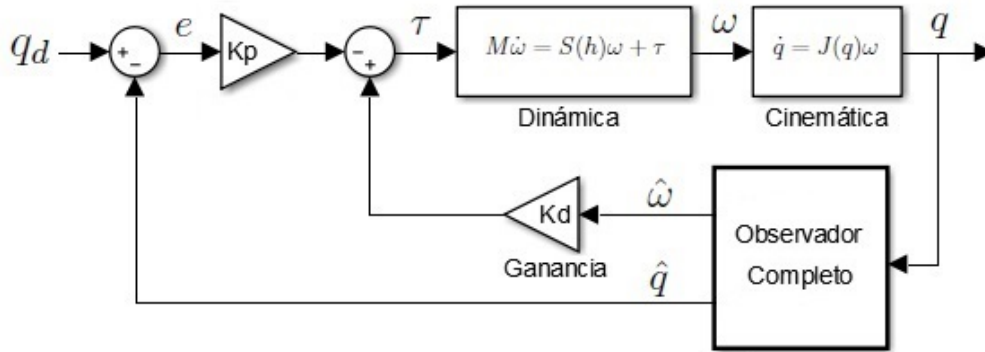 q_d
+
−
e
Kp
−
+
τ
Mω̇ = S(h)ω + τ
Dinámica
ω
q̇ = J(q)ω
Cinemática
q
ω̂
Kd
Ganancia
q̂
Observador
Completo